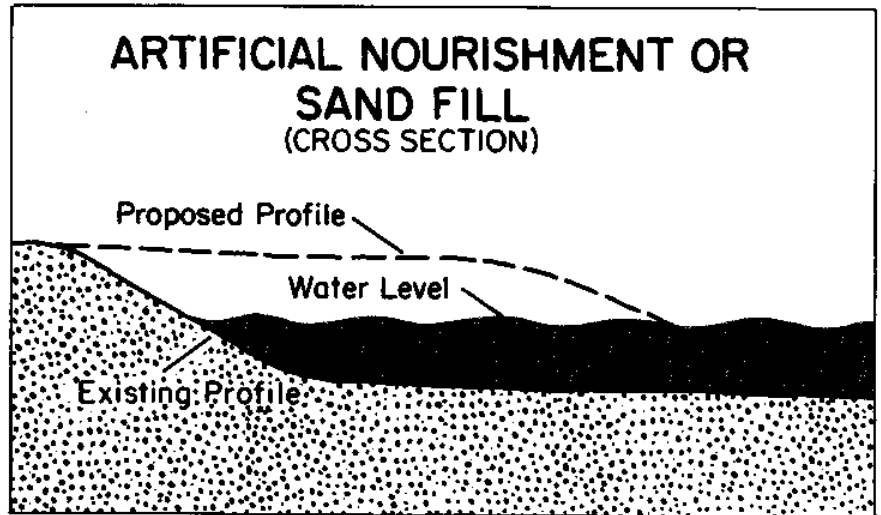 ARTIFICIAL NOURISHMENT OR
SAND FILL
(CROSS SECTION)
Proposed Profile
Water Level
Existing Profile